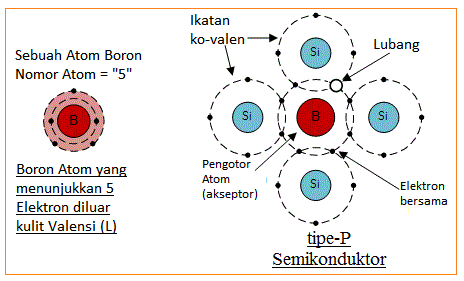 Sebuah Atom Boron
Nomor Atom = "5"
B
Boron Atom yang
menunjukkan 5
Elektron diluar
kulit Valensi (L)
Ikatan
ko-valen
Lubang
Si
Si
B
Si
Pengotor
Atom
(akseptor)
Si
Elektron
bersama
tipe-P
Semikonduktor